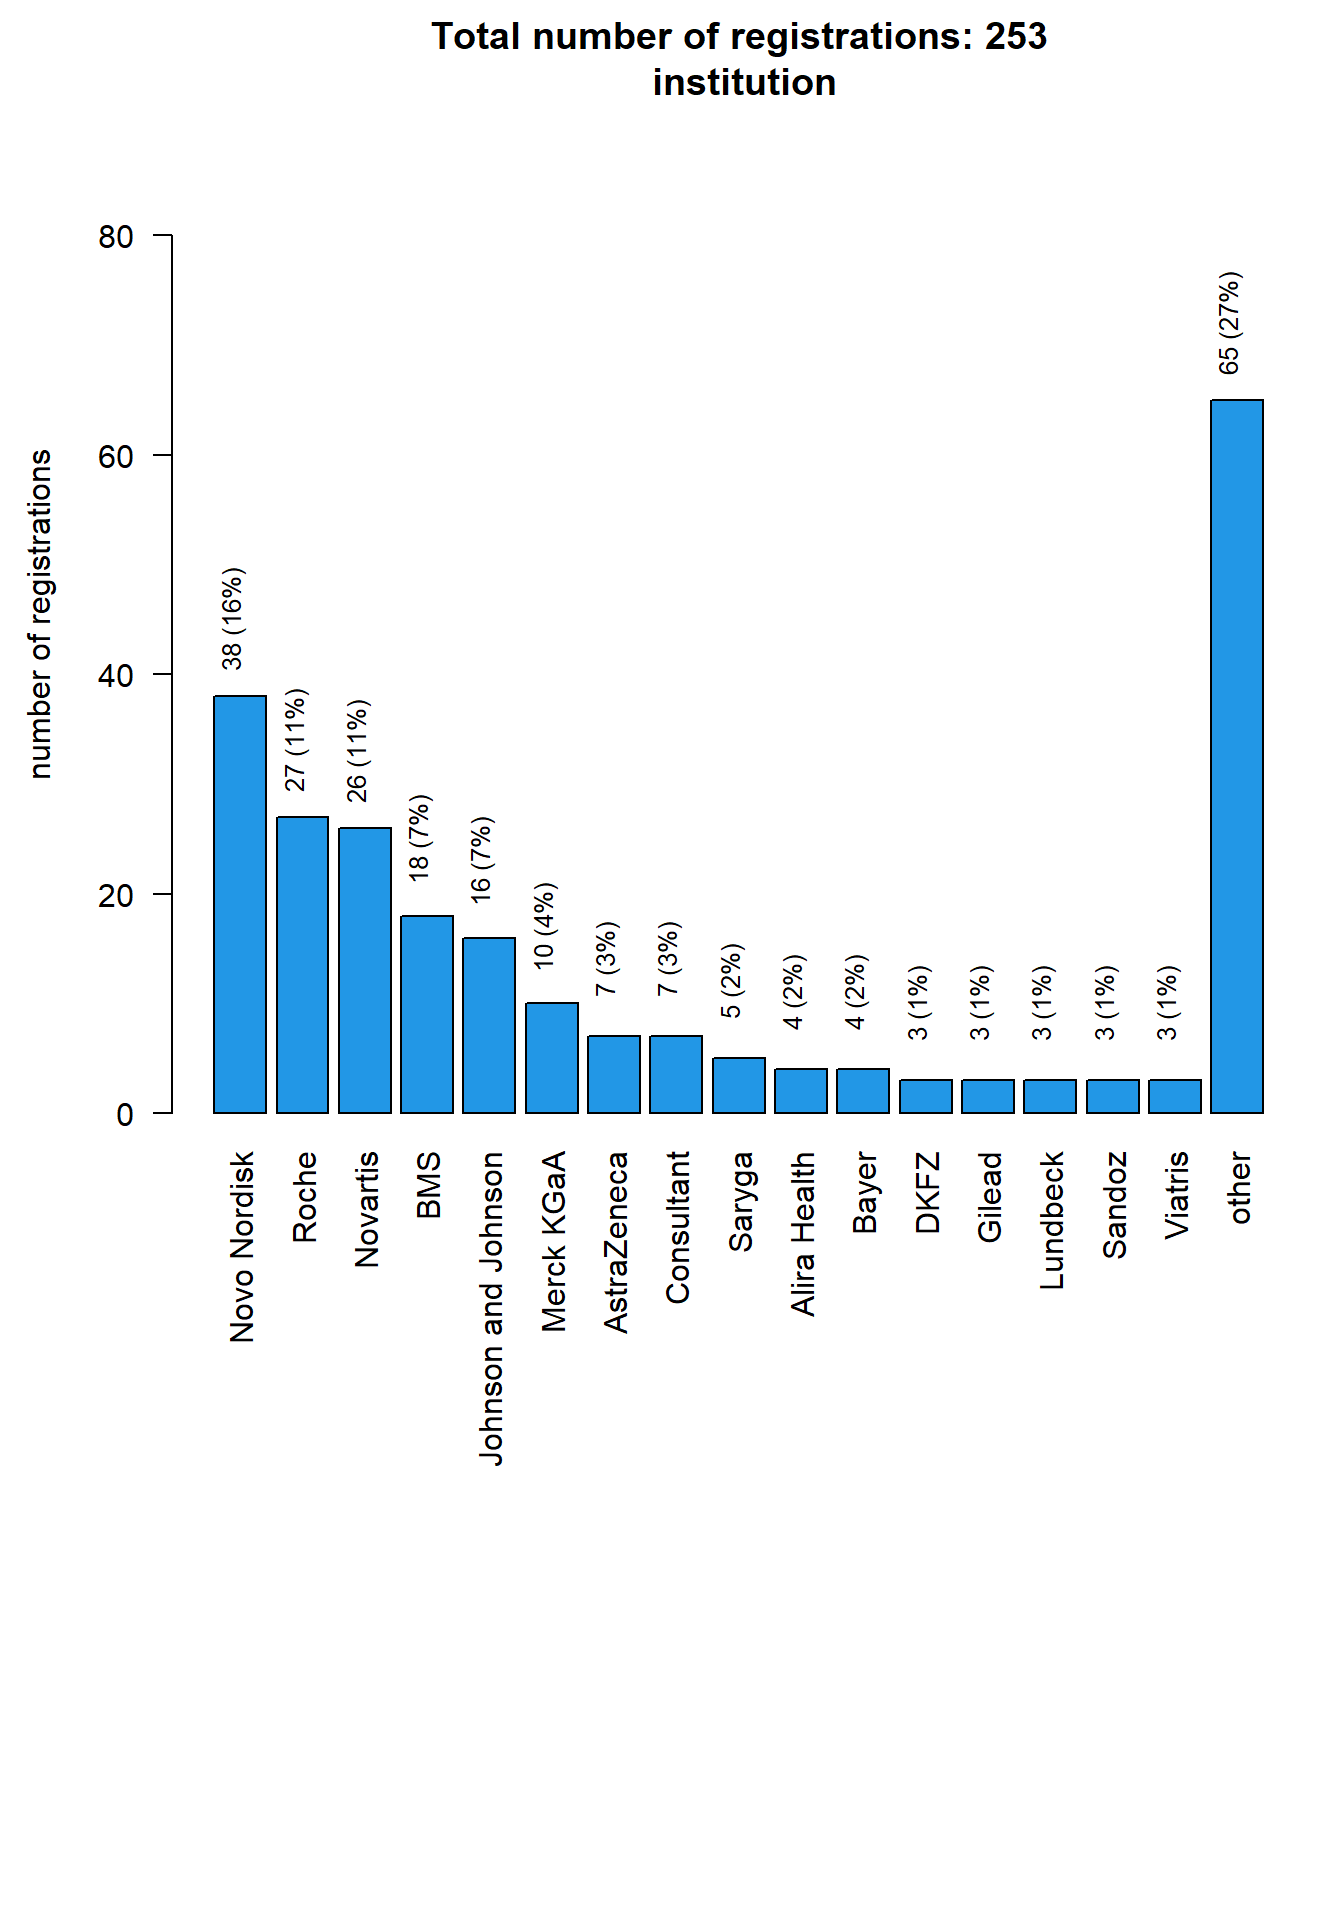 Total number of registrations: 253
institution
number of registrations
80
60
40
20
0
38 (16%)
27 (11%)
26 (11%)
18 (7%)
16 (7%)
10 (4%)
7 (3%)
7 (3%)
5 (2%)
4 (2%)
4 (2%)
3 (1%)
3 (1%)
3 (1%)
3 (1%)
3 (1%)
65 (27%)
Novo Nordisk
Roche
Novartis
BMS
Johnson and Johnson
Merck KGaA
AstraZeneca
Consultant
Saryga
Alira Health
Bayer
DKFZ
Gilead
Lundbeck
Sandoz
Viatris
other